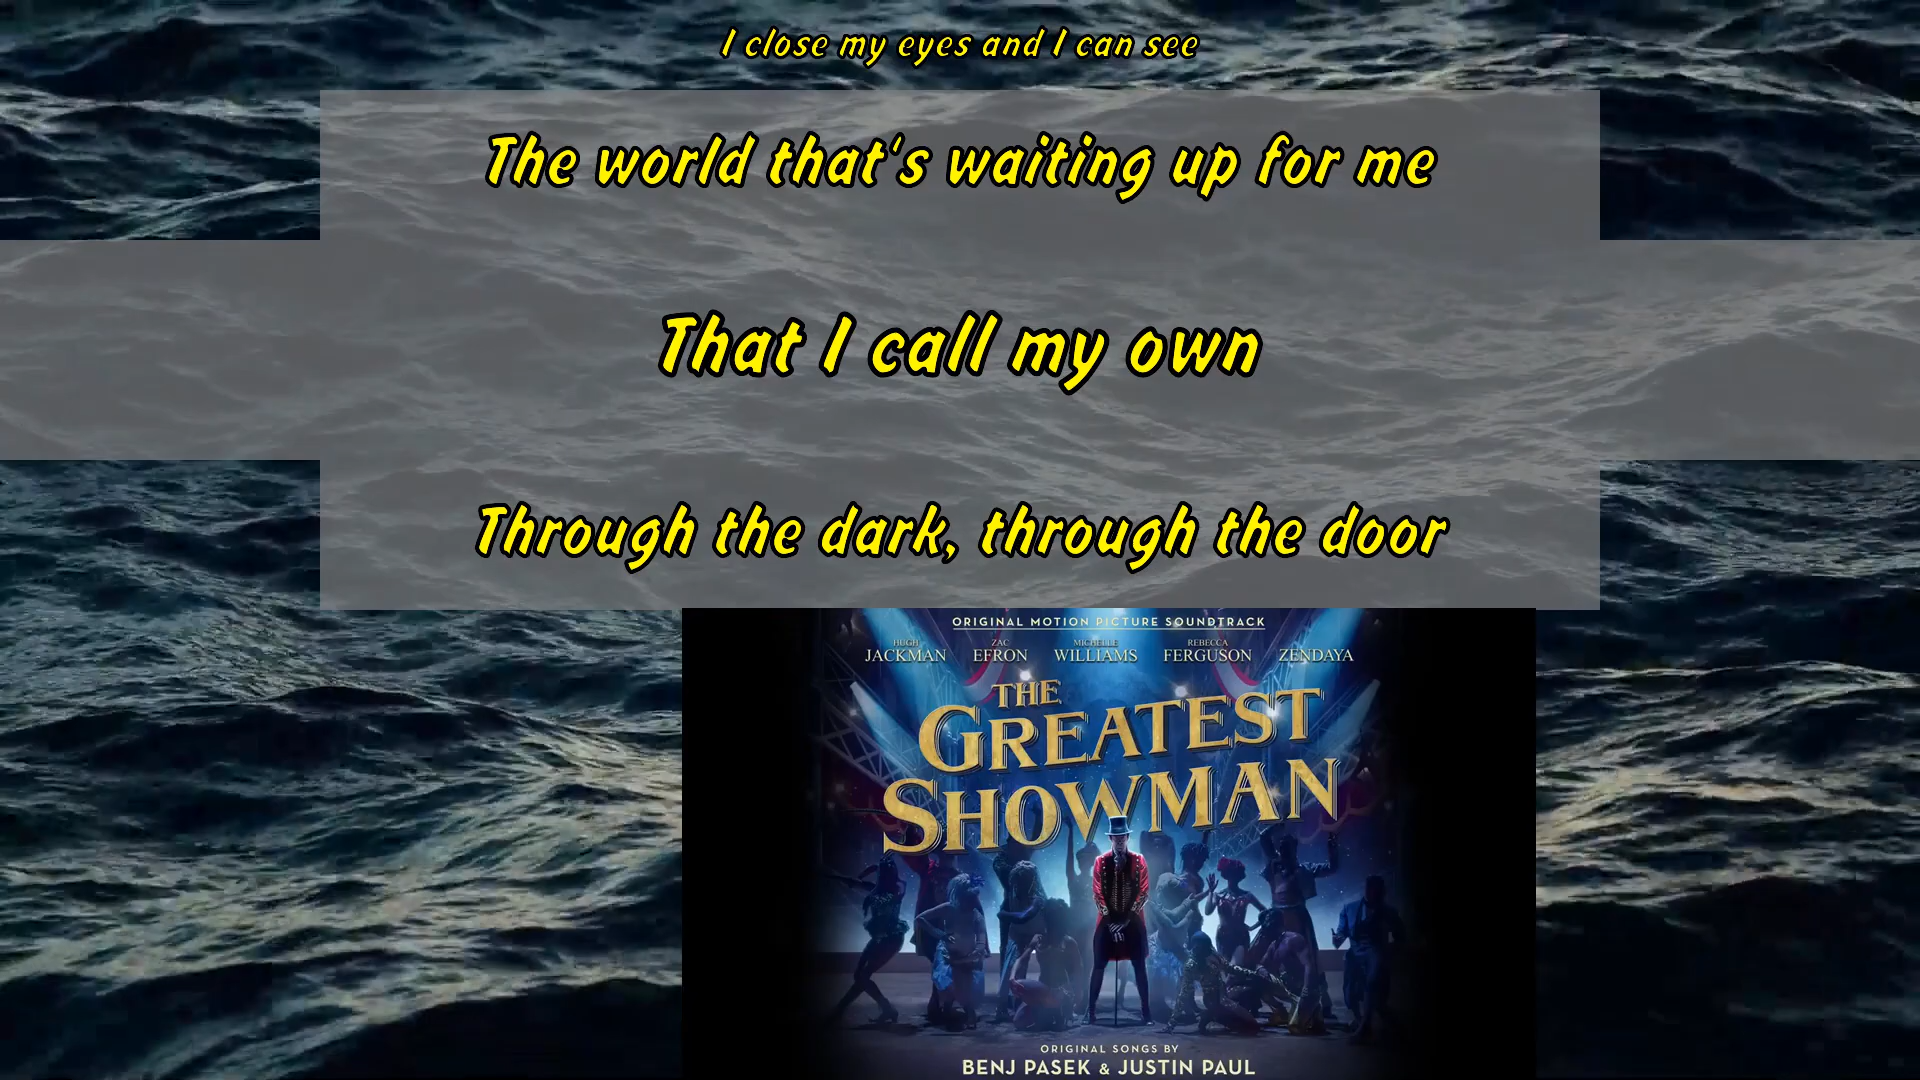 I close my eyes and I can see
The world that's waiting up for me
That I call my own
Through the dark, through the door
ORIGINAL MOTION PICTURE SOUNDTRACK
HUGH JACKMAN ZAC EFRON MICHELLE WILLIAMS REBECCA FERGUSON ZENDAYA
THE
GREATEST
SHOWMAN
ORIGINAL SONGS BY
BENJ PASEK & JUSTIN PAUL